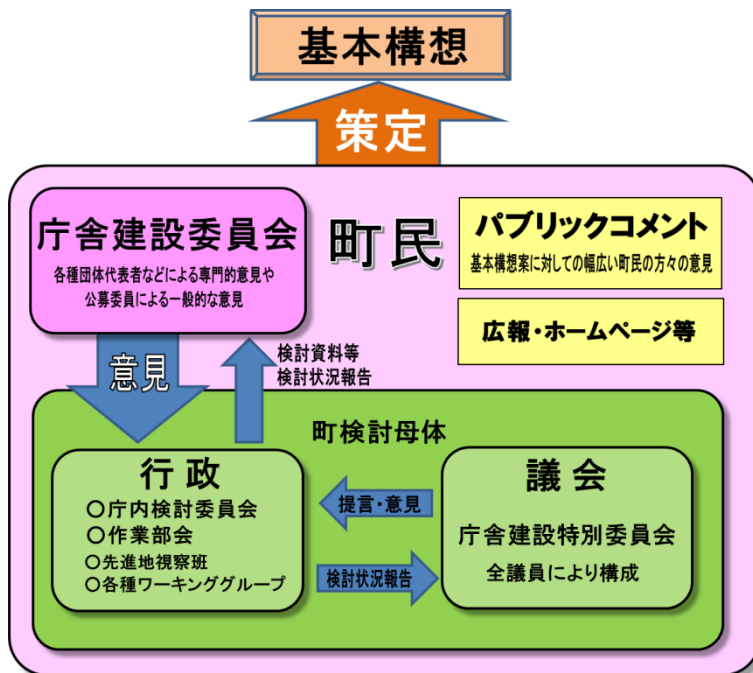 基本構想
策定
庁舎建設委員会
各種団体代表者などによる専門的意見や
公募委員による一般的な意見
町民
パブリックコメント
基本構想案に対しての幅広い町民の方々の意見
広報・ホームページ等
意見
検討資料等
検討状況報告
町検討母体
行政
○庁内検討委員会
○作業部会
○先進地視察班
○各種ワーキンググループ
提言・意見
検討状況報告
議会
庁舎建設特別委員会
全議員により構成